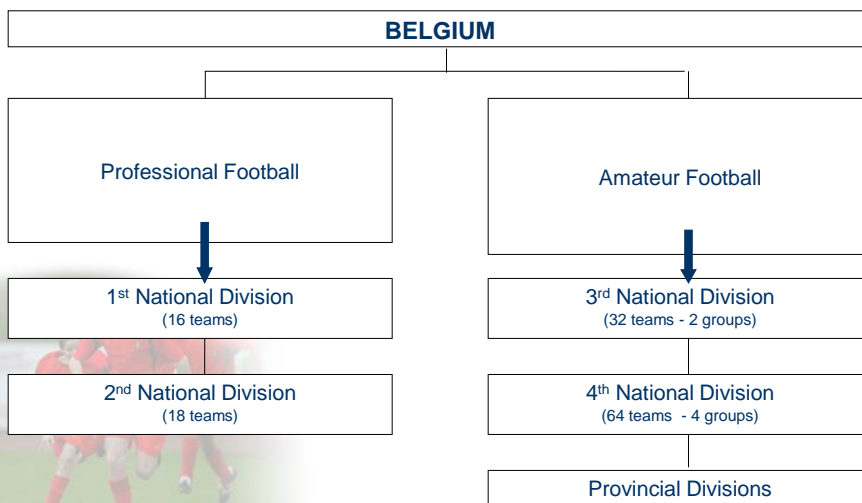 BELGIUM
Professional Football
1st National Division
(16 teams)
2nd National Division
(18 teams)
Amateur Football
3rd National Division
(32 teams - 2 groups)
4th National Division
(64 teams - 4 groups)
Provincial Divisions